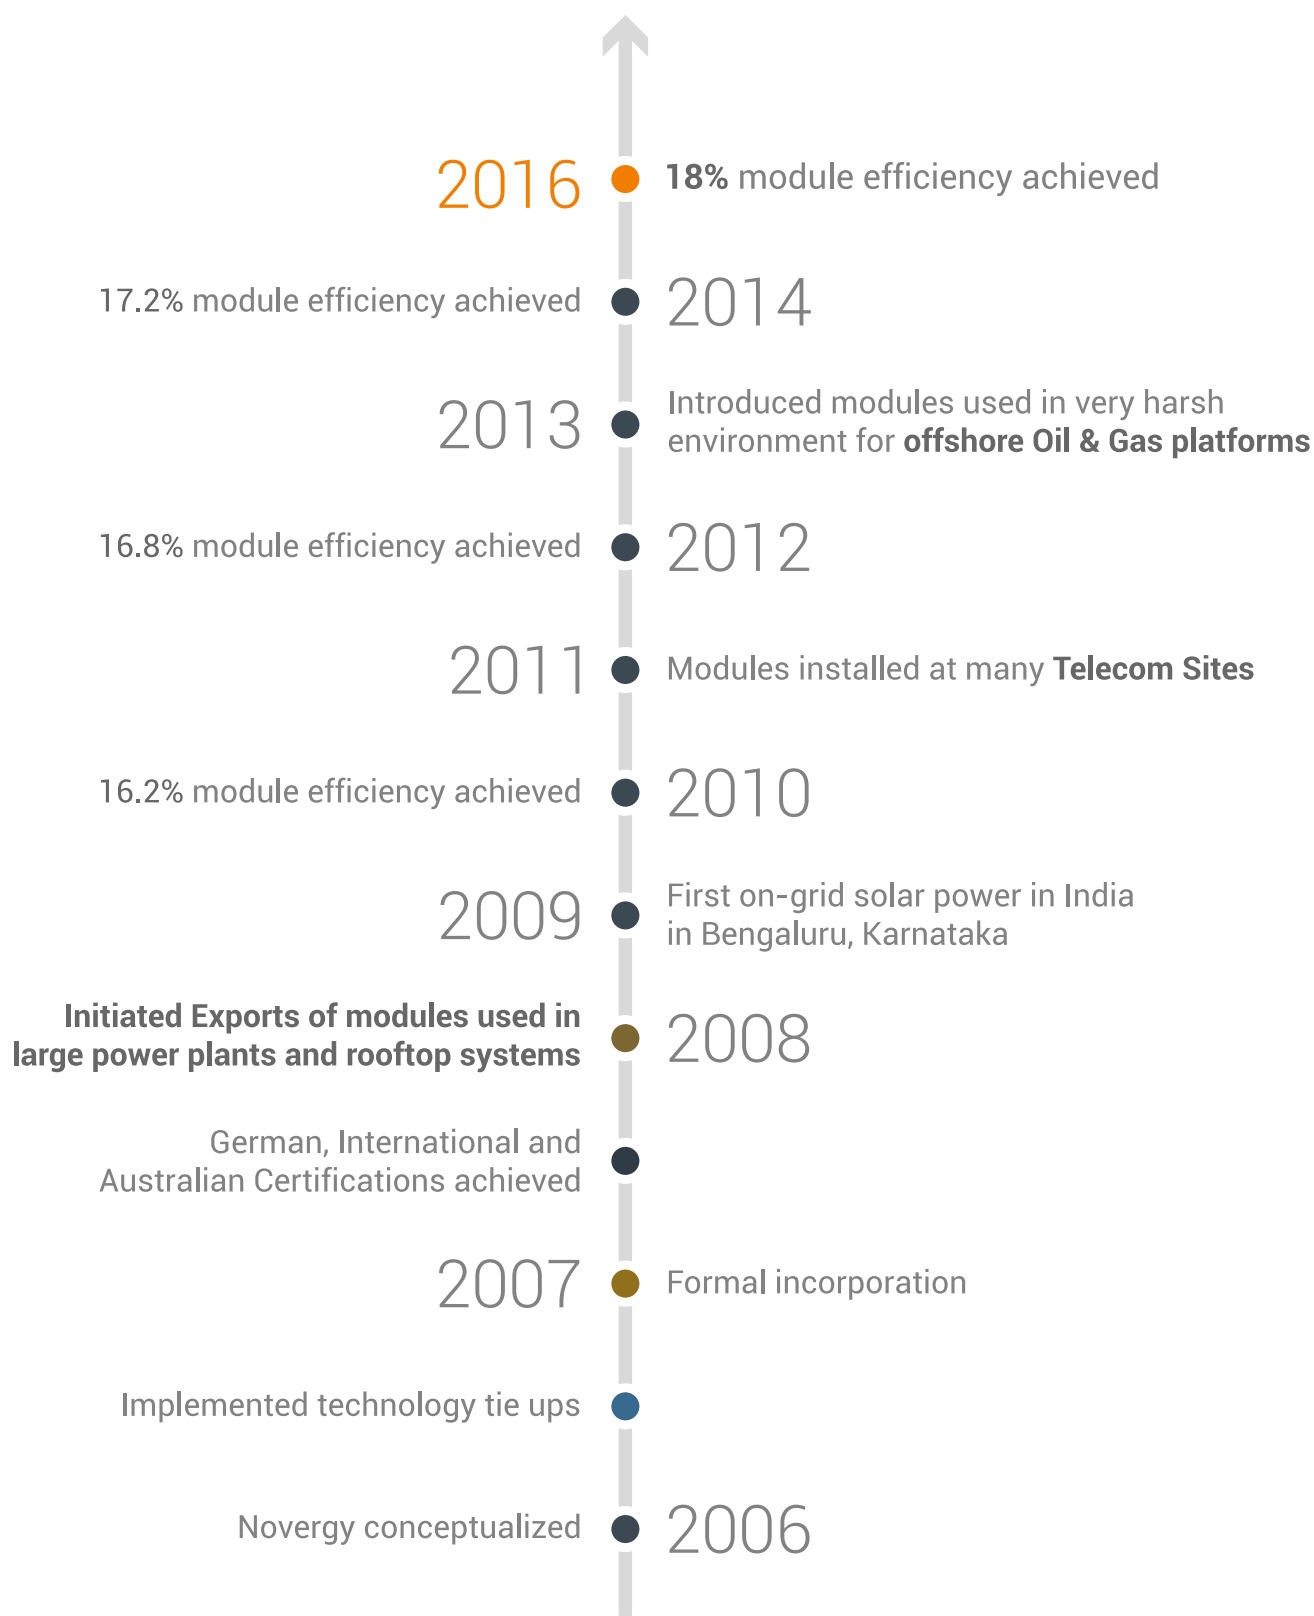 2016
18% module efficiency achieved
17.2% module efficiency achieved
2014
2013
Introduced modules used in very harsh
environment for offshore Oil & Gas platforms
16.8% module efficiency achieved
2012
2011
Modules installed at many Telecom Sites
16.2% module efficiency achieved
2010
2009
First on-grid solar power in India
in Bengaluru, Karnataka
Initiated Exports of modules used in
large power plants and rooftop systems
2008
German, International and
Australian Certifications achieved
2007
Formal incorporation
Implemented technology tie ups
Novergy conceptualized
2006